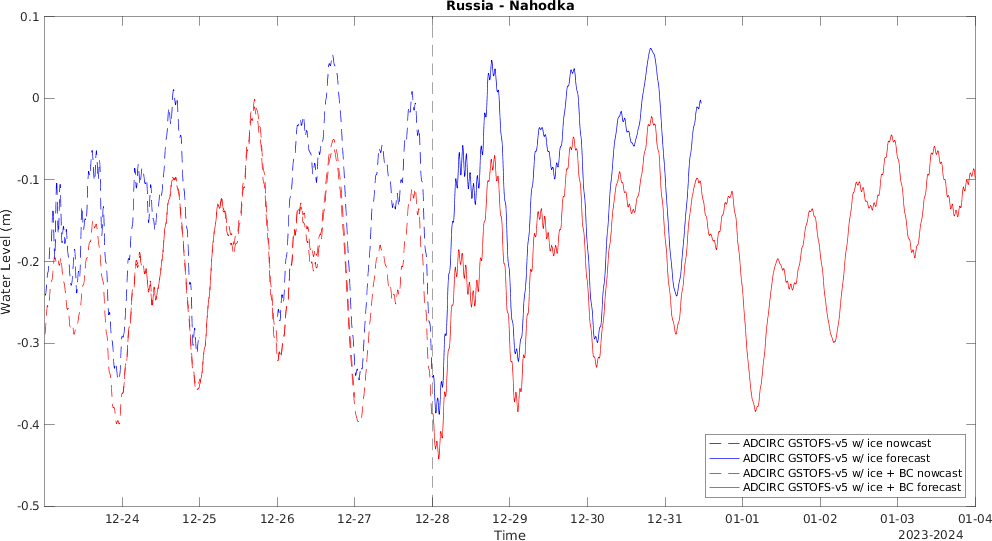 Russia - Nahodka
Water Level (m)
0.1
0
-0.1
-0.2
-0.3
-0.4
-0.5
12-24 12-25 12-26 12-27 12-28 12-29 12-30 12-31 01-01 01-02 01-03 01-04
Time
2023-2024
ADCIRC GSTOFS-v5 w/ ice nowcast
ADCIRC GSTOFS-v5 w/ ice forecast
ADCIRC GSTOFS-v5 w/ ice + BC nowcast
ADCIRC GSTOFS-v5 w/ ice + BC forecast